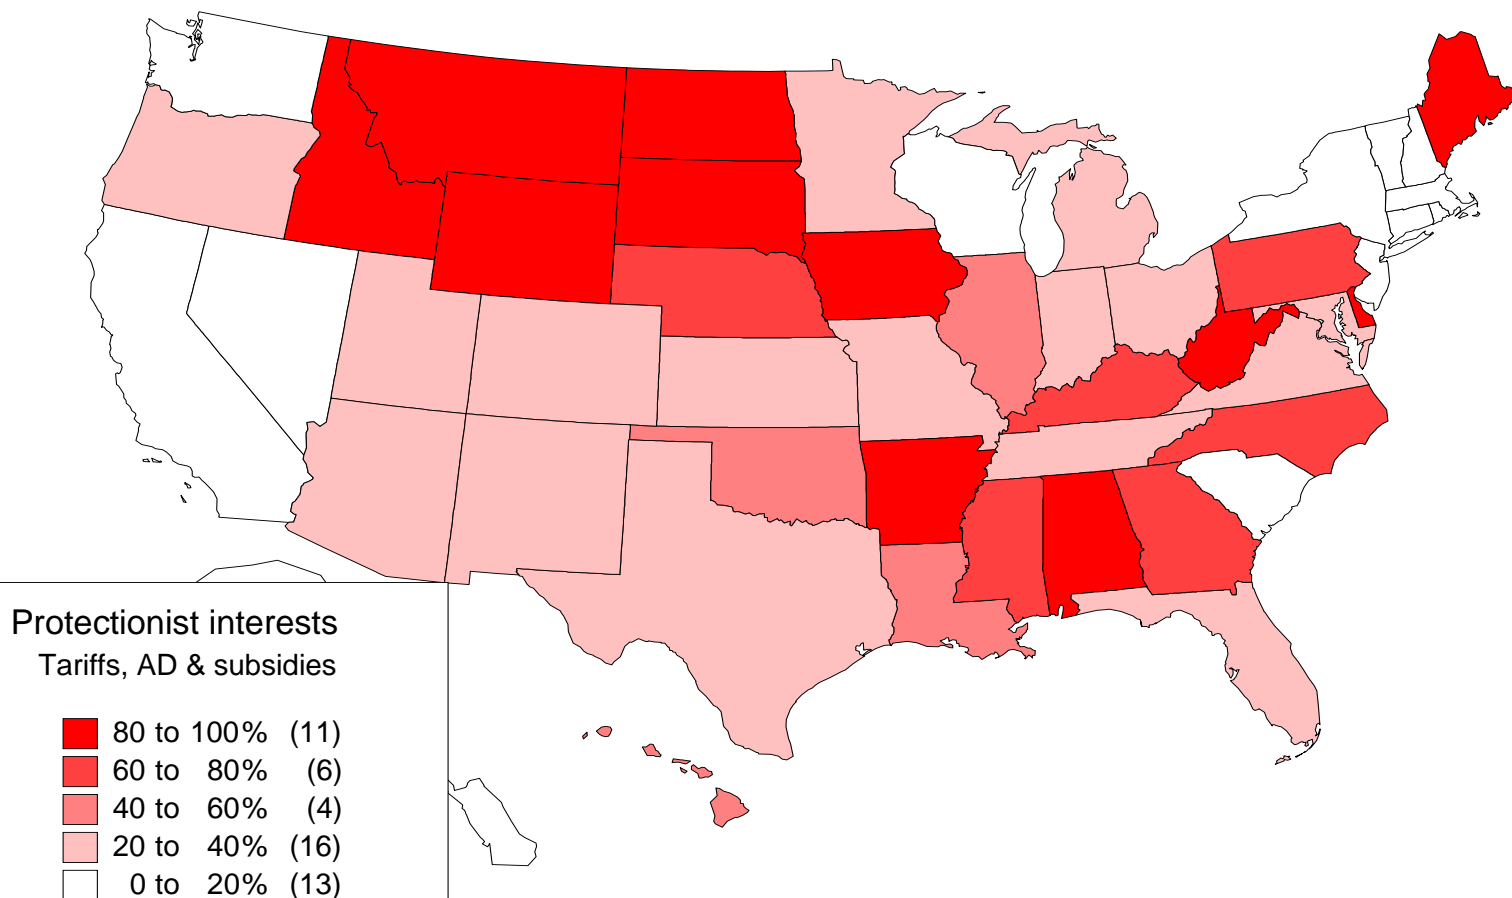 Protectionist interests
Tariffs, AD & subsidies
80 to 100% (11)
60 to 80% (6)
40 to 60% (4)
20 to 40% (16)
0 to 20% (13)